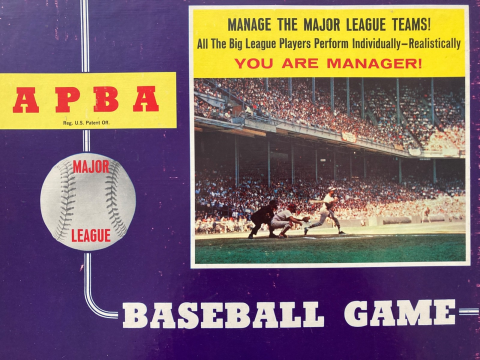 MANAGE THE MAJOR LEAGUE TEAMS!
All The Big League Players Perform Individually—Realistically
YOU ARE MANAGER!
APBA
Reg. U.S. Patent Off.
MAJOR
LEAGUE
BASEBALL GAME